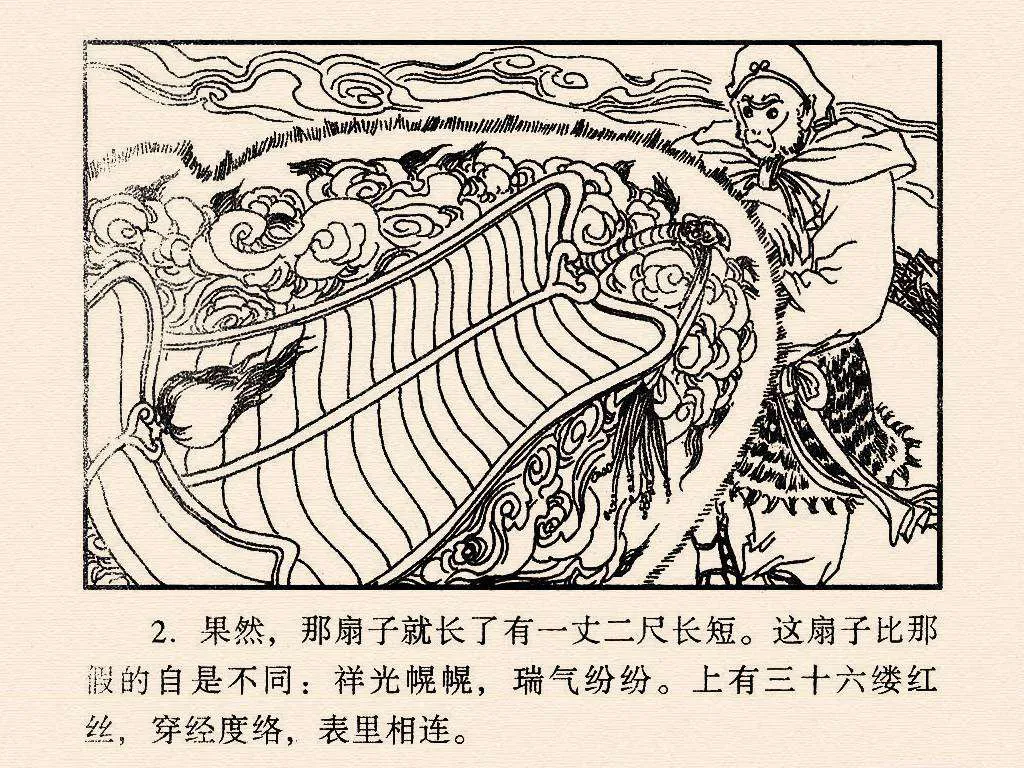 2. 果然，那扇子就长了有一丈二尺长短。这扇子比那
假的自是不同：祥光幌幌，瑞气纷纷。上有三十六缕红
丝，穿经度络，表里相连。